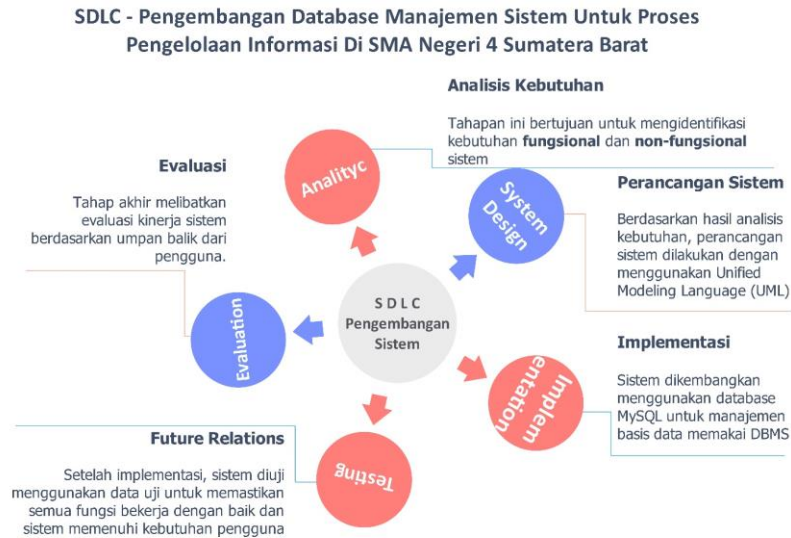 SDLC - Pengembangan Database Manajemen Sistem Untuk Proses
Pengelolaan Informasi Di SMA Negeri 4 Sumatera Barat
Analisis Kebutuhan
Tahapan ini bertujuan untuk mengidentifikasi
kebutuhan fungsional dan non-fungsional
sistem
Analityc
System
Design
Perancangan Sistem
Berdasarkan hasil analisis
kebutuhan, perancangan
sistem dilakukan dengan
menggunakan Unified
Modeling Language (UML)
Implementasi
Sistem dikembangkan
menggunakan database
MySQL untuk manajemen
basis data memakai DBMS
Implem
entation
S D L C
Pengembangan
Sistem
Testing
Future Relations
Setelah implementasi, sistem diuji
menggunakan data uji untuk memastikan
semua fungsi bekerja dengan baik dan
sistem memenuhi kebutuhan pengguna
Evaluation
Evaluasi
Tahap akhir melibatkan
evaluasi kinerja sistem
berdasarkan umpan balik dari
pengguna.